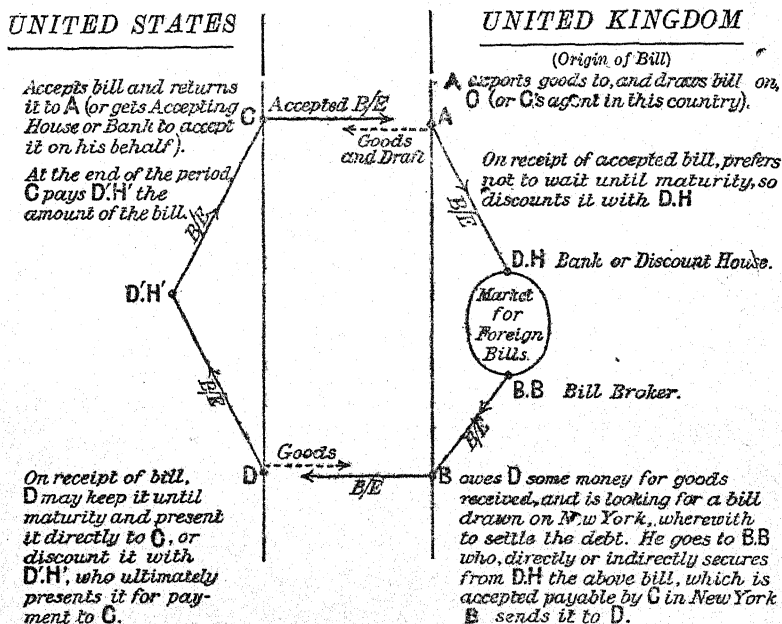 UNITED STATES
UNITED KINGDOM
(Origin of Bill)
Accepts bill and returns
it to A (or gets Accepting
House or Bank to accept
it on his behalf).
At the end of the period,
C pays D'.H' the
amount of the bill.
A exports goods to, and draws bill on,
C (or C's agent in this country).
C
Accepted B/E
A
Goods
and Draft
On receipt of accepted bill, prefers
not to wait until maturity, so
discounts it with D.H
B/E
B/E
D.H Bank or Discount House.
D'.H'
Market
for
Foreign
Bills.
B.B Bill Broker.
B/E
B/E
D
Goods
B/E
B
On receipt of bill,
D may keep it until
maturity and present
it directly to C, or
discount it with
D'.H', who ultimately
presents it for pay-
ment to C.
owes D some money for goods
received, and is looking for a bill
drawn on New York, wherewith
to settle the debt. He goes to B.B
who, directly or indirectly secures
from D.H the above bill, which is
accepted payable by C in New York
B sends it to D.